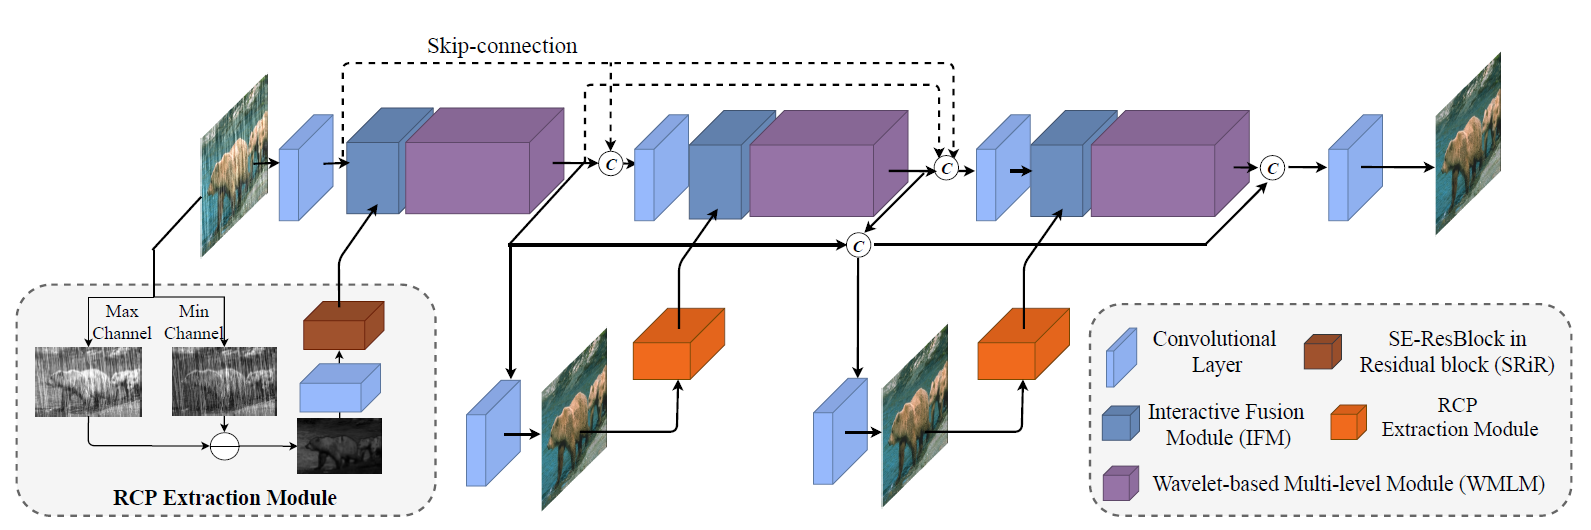 Skip-connection
C
C
C
C
Max
Channel
Min
Channel
RCP Extraction Module
Convolutional
Layer
SE-ResBlock in
Residual block (SRiR)
Interactive Fusion
Module (IFM)
RCP
Extraction Module
Wavelet-based Multi-level Module (WMLM)